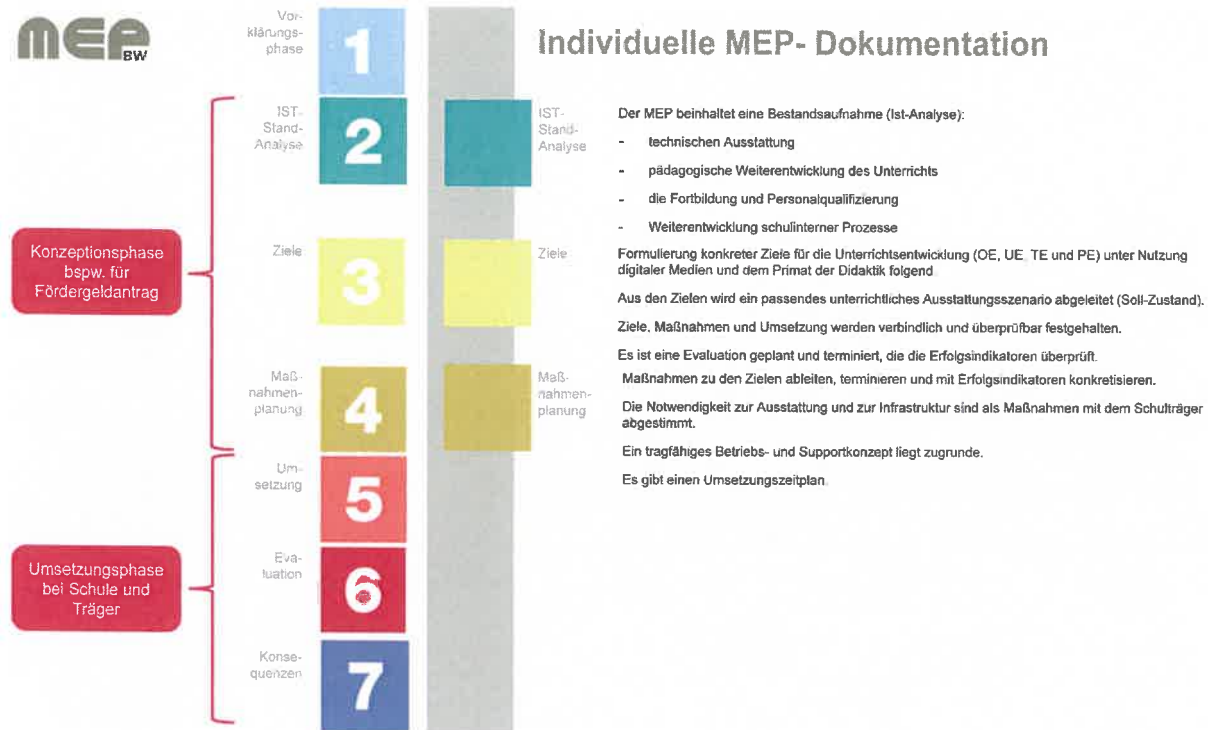 MEP BW
Individuelle MEP- Dokumentation
Vor-
klärungs-
phase
1
IST-
Stand-
Analyse
2
Ziele
3
Maß-
nahmen-
planung
4
Um-
setzung
5
Eva-
luation
6
Konse-
quenzen
7
Konzeptionsphase
bspw. für
Fördergeldantrag
Umsetzungsphase
bei Schule und
Träger
IST-
Stand-
Analyse
Der MEP beinhaltet eine Bestandsaufnahme (Ist-Analyse):
- technischen Ausstattung
- pädagogische Weiterentwicklung des Unterrichts
- die Fortbildung und Personalqualifizierung
- Weiterentwicklung schulinterner Prozesse
Ziele
Formulierung konkreter Ziele für die Unterrichtsentwicklung (OE, UE, TE und PE) unter Nutzung
digitaler Medien und dem Primat der Didaktik folgend
Aus den Zielen wird ein passendes unterrichtliches Ausstattungsszenario abgeleitet (Soll-Zustand).
Ziele, Maßnahmen und Umsetzung werden verbindlich und überprüfbar festgehalten.
Es ist eine Evaluation geplant und terminiert, die die Erfolgsindikatoren überprüft.
Maß-
nahmen-
planung
Maßnahmen zu den Zielen ableiten, terminieren und mit Erfolgsindikatoren konkretisieren.
Die Notwendigkeit zur Ausstattung und zur Infrastruktur sind als Maßnahmen mit dem Schulträger
abgestimmt.
Ein tragfähiges Betriebs- und Supportkonzept liegt zugrunde.
Es gibt einen Umsetzungszeitplan.